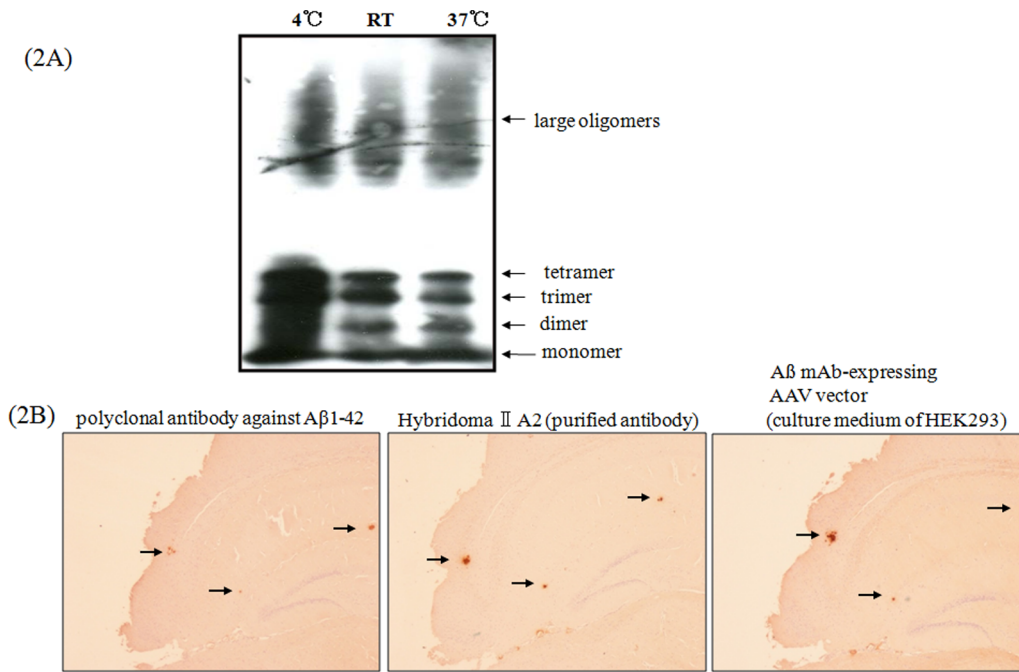 4℃ RT 37℃
(2A)
large oligomers
tetramer
trimer
dimer
monomer
(2B)
polyclonal antibody against Aβ1-42
Hybridoma Ⅱ A2 (purified antibody)
Aß mAb-expressing
AAV vector
(culture medium of HEK293)